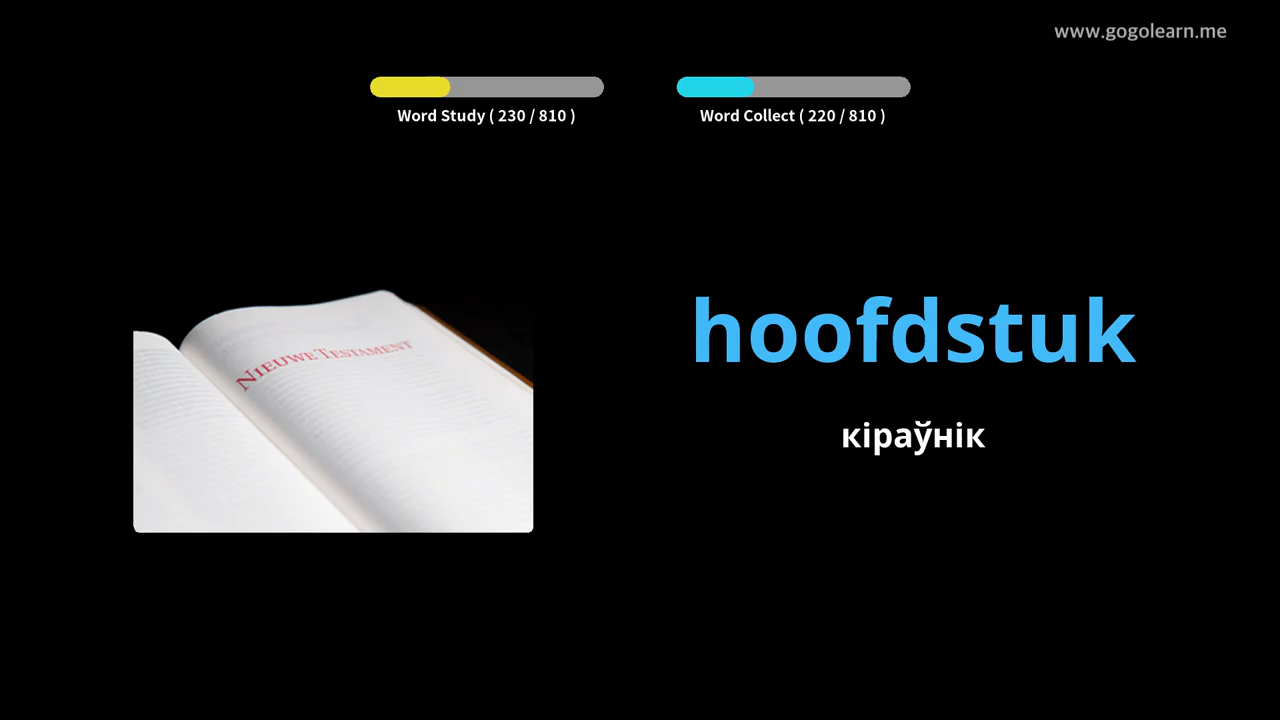 www.gogolearn.me
Word Study ( 230 / 810 )
Word Collect ( 220 / 810 )
NIEUWE TESTAMENT
hoofdstuk
кіраўнік